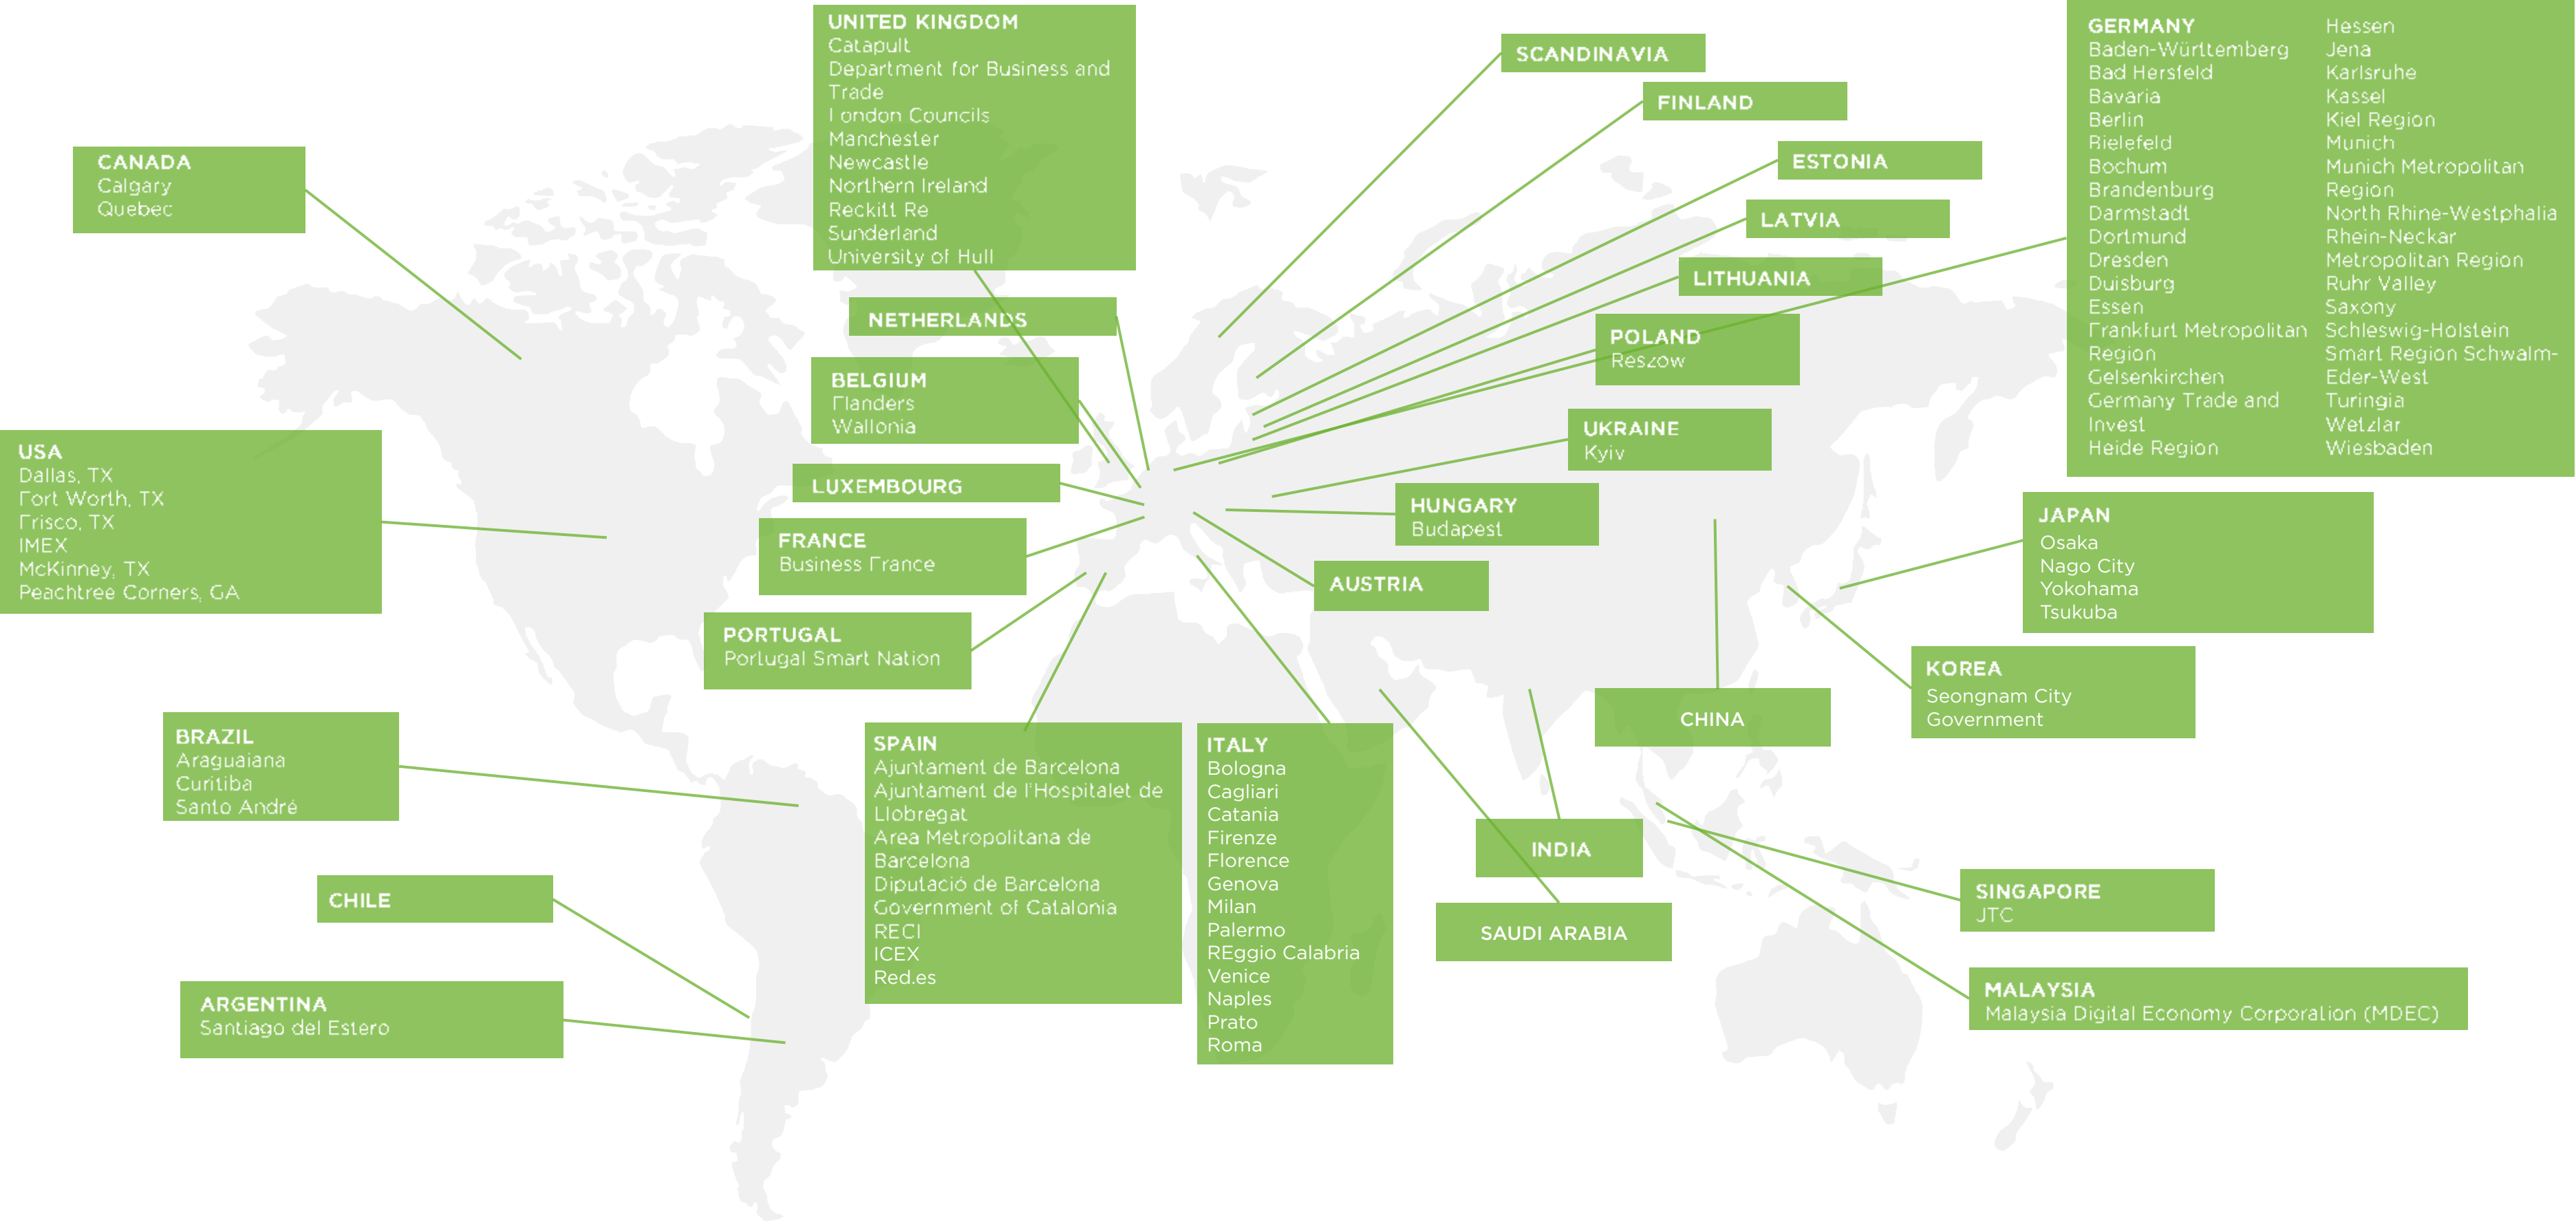 UNITED KINGDOM
Catapult
Department for Business and
Trade
London Councils
Manchester
Newcastle
Northern Ireland
Reckitt Re
Sunderland
University of Hull
SCANDINAVIA
FINLAND
ESTONIA
LATVIA
LITHUANIA
POLAND
Reszow
UKRAINE
Kyiv
HUNGARY
Budapest
AUSTRIA
GERMANY
Baden-Württemberg
Bad Hersfeld
Bavaria
Berlin
Bielefeld
Bochum
Brandenburg
Darmstadt
Dortmund
Dresden
Duisburg
Essen
Frankfurt Metropolitan
Region
Gelsenkirchen
Germany Trade and
Invest
Heide Region
Hessen
Jena
Karlsruhe
Kassel
Kiel Region
Munich
Munich Metropolitan
Region
North Rhine-Westphalia
Rhein-Neckar
Metropolitan Region
Ruhr Valley
Saxony
Schleswig-Holstein
Smart Region Schwalm-
Eder-West
Turingia
Wetzlar
Wiesbaden
CANADA
Calgary
Quebec
NETHERLANDS
BELGIUM
Flanders
Wallonia
LUXEMBOURG
FRANCE
Business France
PORTUGAL
Portugal Smart Nation
USA
Dallas, TX
Fort Worth, TX
Frisco, TX
IMEX
McKinney, TX
Peachtree Corners, GA
JAPAN
Osaka
Nago City
Yokohama
Tsukuba
KOREA
Seongnam City
Government
CHINA
BRAZIL
Araguaiana
Curitiba
Santo André
SPAIN
Ajuntament de Barcelona
Ajuntament de l'Hospitalet de
Llobregat
Area Metropolitana de
Barcelona
Diputació de Barcelona
Government of Catalonia
RECI
ICEX
Red.es
ITALY
Bologna
Cagliari
Catania
Firenze
Florence
Genova
Milan
Palermo
REggio Calabria
Venice
Naples
Prato
Roma
INDIA
SAUDI ARABIA
SINGAPORE
JTC
MALAYSIA
Malaysia Digital Economy Corporation (MDEC)
CHILE
ARGENTINA
Santiago del Estero